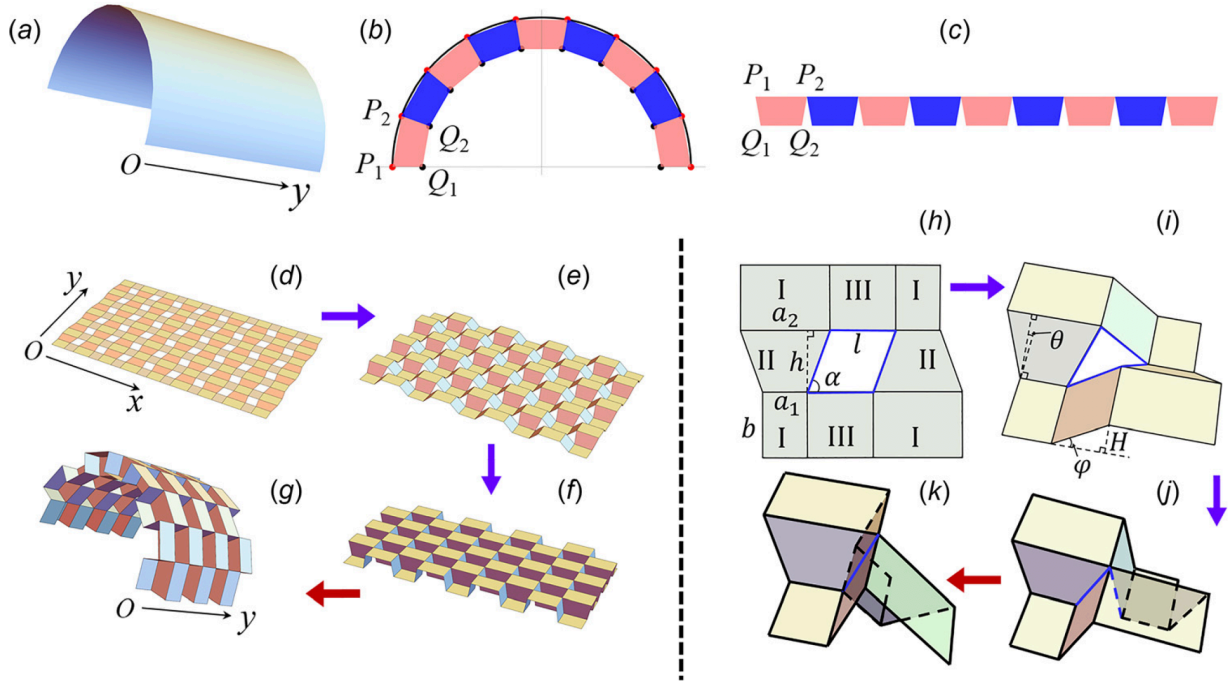 (a)
O
y
(b)
P₂
Q₂
P₁
Q₁
(c)
P₁ P₂
Q₁ Q₂
(d)
y
O
x
(e)
(f)
(g)
O
y
(h)
I III I
a₂
l
II h II
α
a₁
b
I III I
(i)
θ
H
φ
(j)
(k)